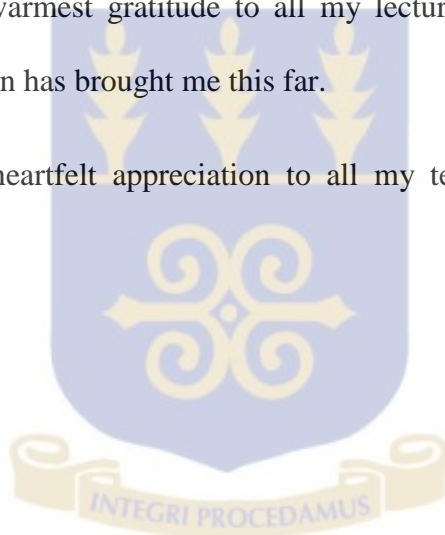 warmest gratitude to all my lectur
n has brought me this far.
heartfelt appreciation to all my te
INTEGRI PROCEDAMUS